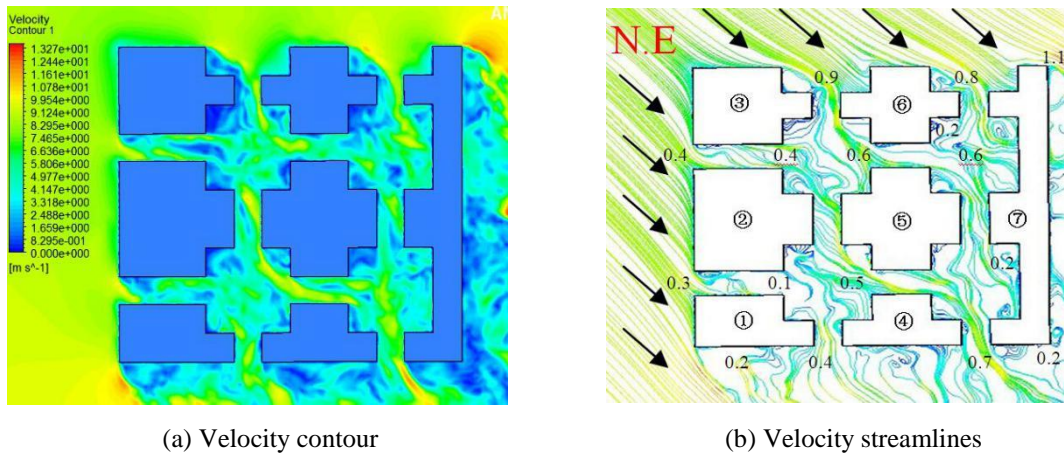 Velocity
Contour 1
1.327e+001
1.244e+001
1.161e+001
1.078e+001
9.954e+000
9.124e+000
8.295e+000
7.465e+000
6.636e+000
5.806e+000
4.977e+000
4.147e+000
3.318e+000
2.488e+000
1.659e+000
8.295e-001
0.000e+000
[m s^-1]
N.E
1.1
0.9
0.8
③
⑥
0.2
0.4
0.4
0.6
0.6
②
⑤
⑦
0.2
0.3
0.1
0.5
①
④
0.2
0.4
0.7
0.2
(a) Velocity contour
(b) Velocity streamlines